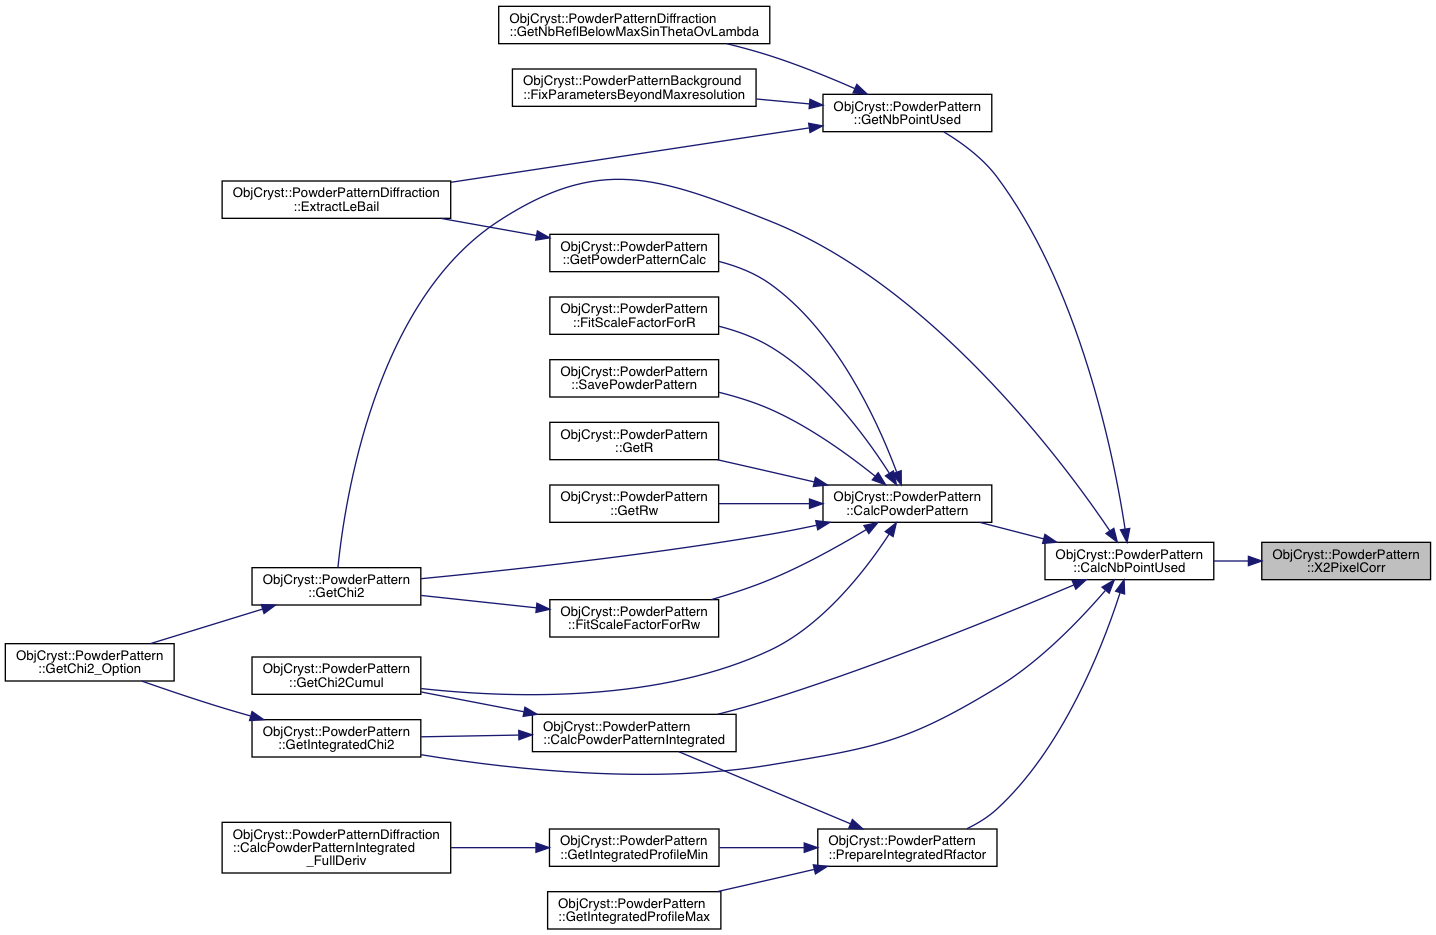 ObjCryst::PowderPatternDiffraction
::GetNbReflBelowMaxSinThetaOvLambda
ObjCryst::PowderPatternBackground
::FixParametersBeyondMaxresolution
ObjCryst::PowderPattern
::GetNbPointUsed
ObjCryst::PowderPatternDiffraction
::ExtractLeBail
ObjCryst::PowderPattern
::GetPowderPatternCalc
ObjCryst::PowderPattern
::FitScaleFactorForR
ObjCryst::PowderPattern
::SavePowderPattern
ObjCryst::PowderPattern
::GetR
ObjCryst::PowderPattern
::GetRw
ObjCryst::PowderPattern
::CalcPowderPattern
ObjCryst::PowderPattern
::CalcNbPointUsed
ObjCryst::PowderPattern
::X2PixelCorr
ObjCryst::PowderPattern
::GetChi2
ObjCryst::PowderPattern
::FitScaleFactorForRw
ObjCryst::PowderPattern
::GetChi2_Option
ObjCryst::PowderPattern
::GetChi2Cumul
ObjCryst::PowderPattern
::GetIntegratedChi2
ObjCryst::PowderPattern
::CalcPowderPatternIntegrated
ObjCryst::PowderPatternDiffraction
::CalcPowderPatternIntegrated
_FullDeriv
ObjCryst::PowderPattern
::GetIntegratedProfileMin
ObjCryst::PowderPattern
::PrepareIntegratedRfactor
ObjCryst::PowderPattern
::GetIntegratedProfileMax